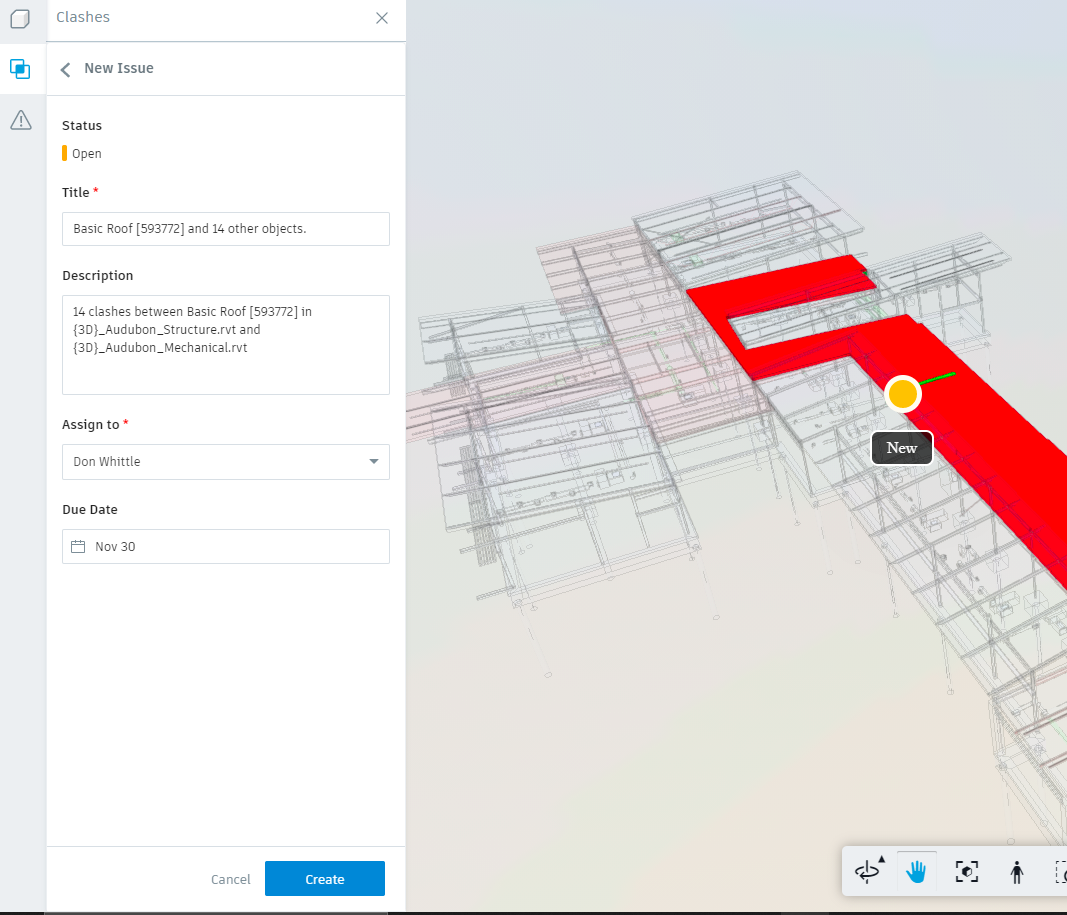 Clashes
New Issue
Status
Open
Title *
Basic Roof [593772] and 14 other objects.
Description
14 clashes between Basic Roof [593772] in
{3D}_Audubon_Structure.rvt and
{3D}_Audubon_Mechanical.rvt
Assign to *
Don Whittle
Due Date
Nov 30
Cancel
Create
New